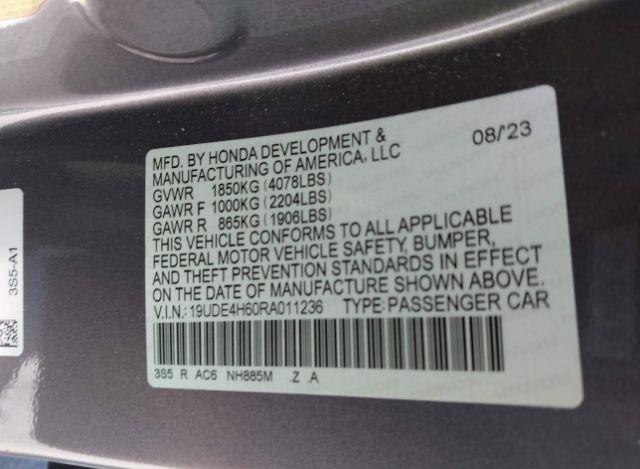 MFD. BY HONDA DEVELOPMENT & 08/'23
MANUFACTURING OF AMERICA, LLC
GVWR 1850KG (4078LBS)
GAWR F 1000KG (2204LBS)
GAWR R 865KG (1906LBS)
THIS VEHICLE CONFORMS TO ALL APPLICABLE
FEDERAL MOTOR VEHICLE SAFETY, BUMPER,
AND THEFT PREVENTION STANDARDS IN EFFECT
ON THE DATE OF MANUFACTURE SHOWN ABOVE.
V.I.N.: 19UDE4H60RA011236 TYPE: PASSENGER CAR
3S5 R AC6 NH885M .Z .A
3S5-A1